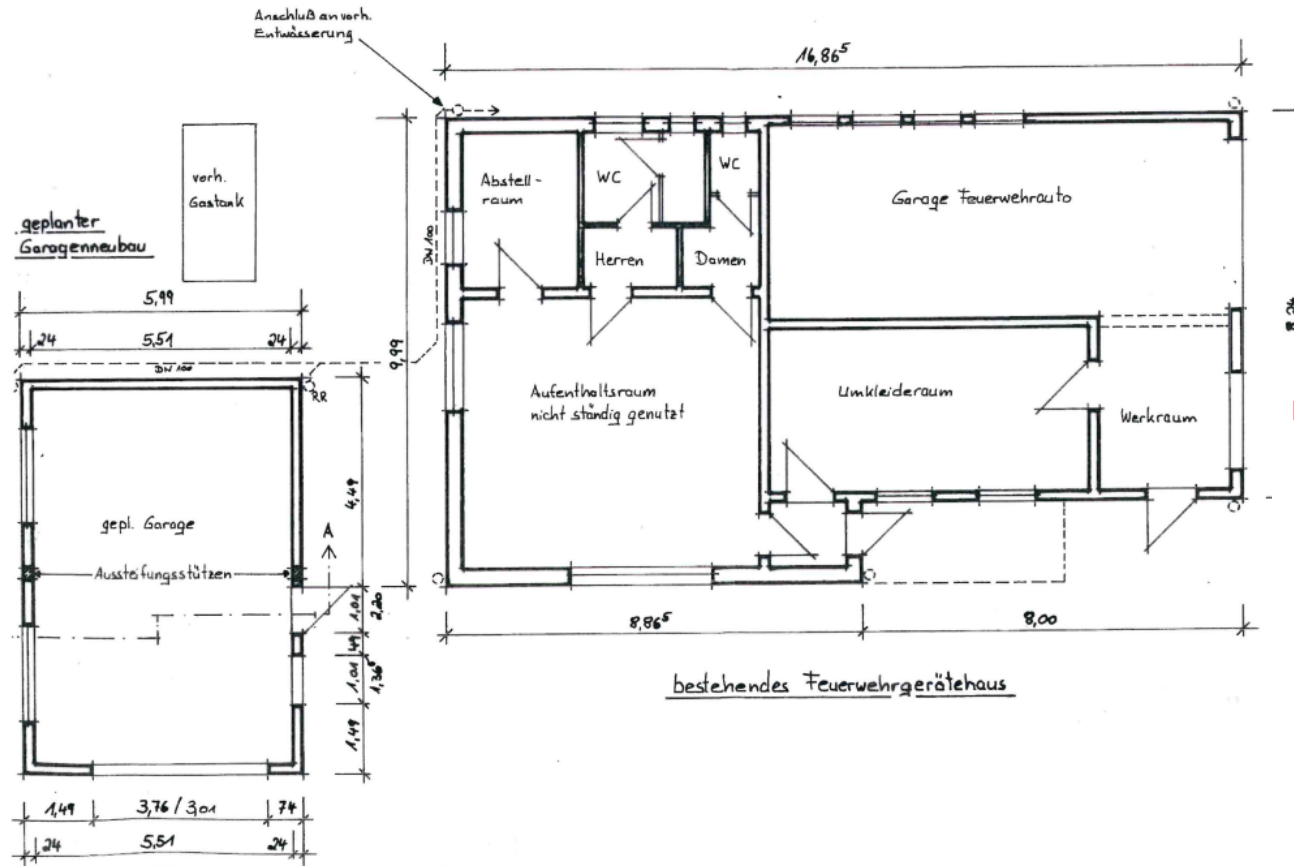 Anschluß an vorh.
Entwässerung
16,86⁵
vorh.
Gastank
geplanter
Garagenneubau
5,99
24 5,51 24
DN 100
RR
DN 100
9,99
Abstell-
raum
WC
WC
Herren
Damen
Garage Feuerwehrauto
Aufenthaltsraum
nicht ständig genutzt
Umkleideraum
Werkraum
gepl. Garage
Aussteifungsstützen
A
4,49
1,01
2,20
49
1,01
1,36⁵
1,49
8,86⁵
8,00
bestehendes Feuerwehrgerätehaus
1,49 3,76 / 3,01 74
24 5,51 24